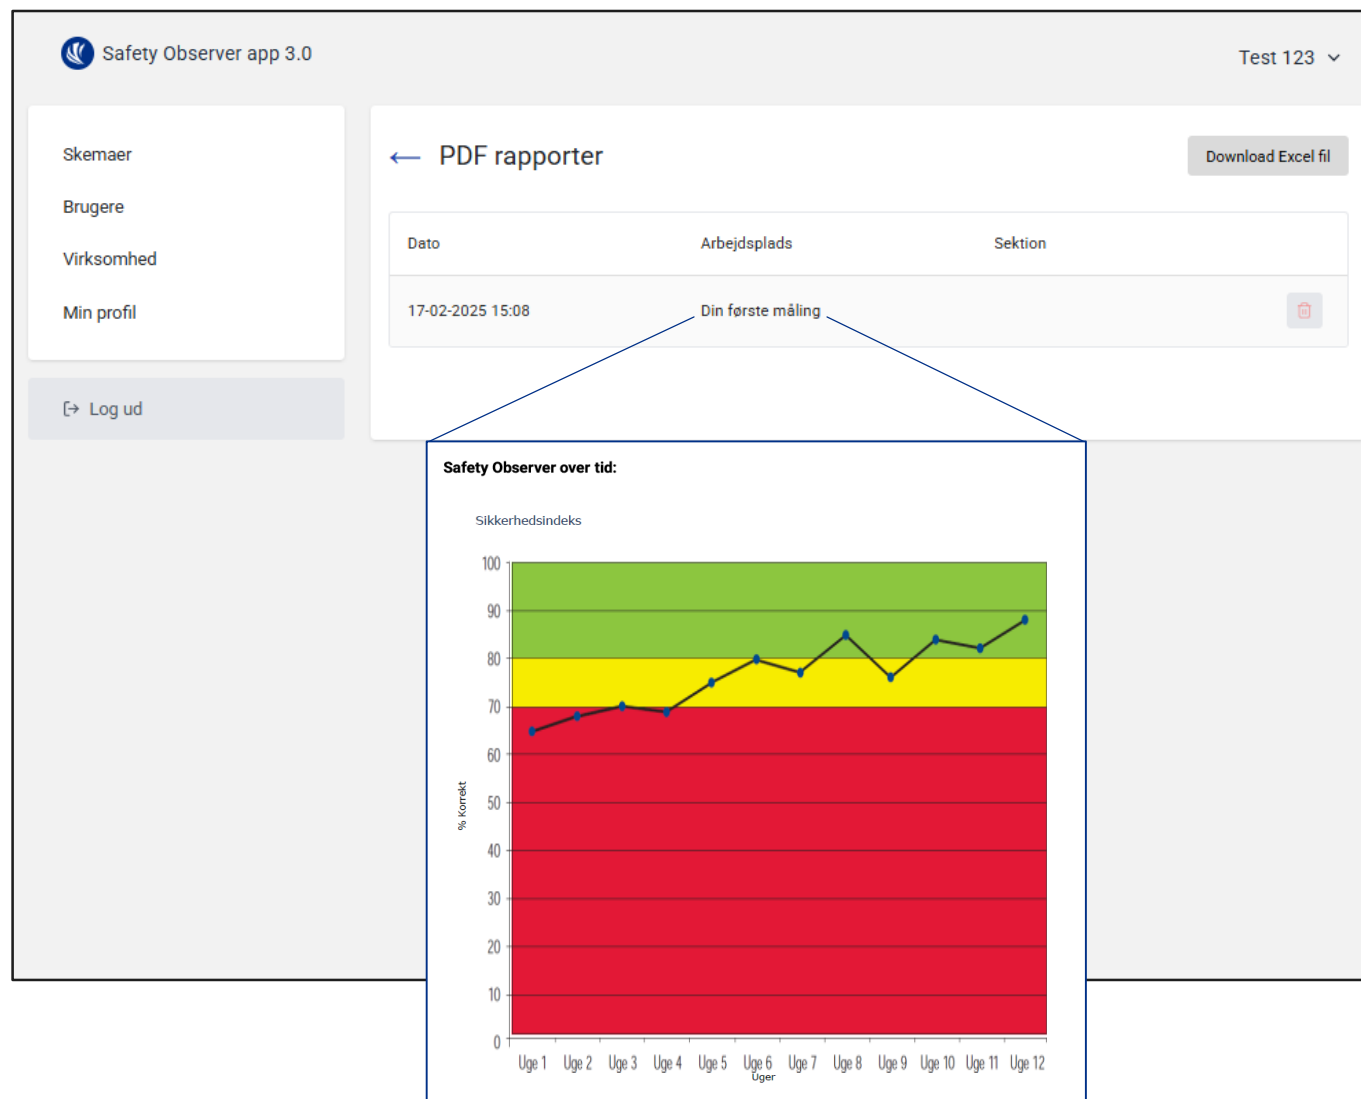 Safety Observer app 3.0
Test 123
Skemaer
Brugere
Virksomhed
Min profil
Log ud
PDF rapporter
Download Excel fil
Dato Arbejdsplads Sektion
17-02-2025 15:08 Din første måling
Safety Observer over tid:
Sikkerhedsindeks
100
90
80
70
60
50
40
30
20
10
0
% Korrekt
Uge 1 Uge 2 Uge 3 Uge 4 Uge 5 Uge 6 Uge 7 Uge 8 Uge 9 Uge 10 Uge 11 Uge 12
Uger